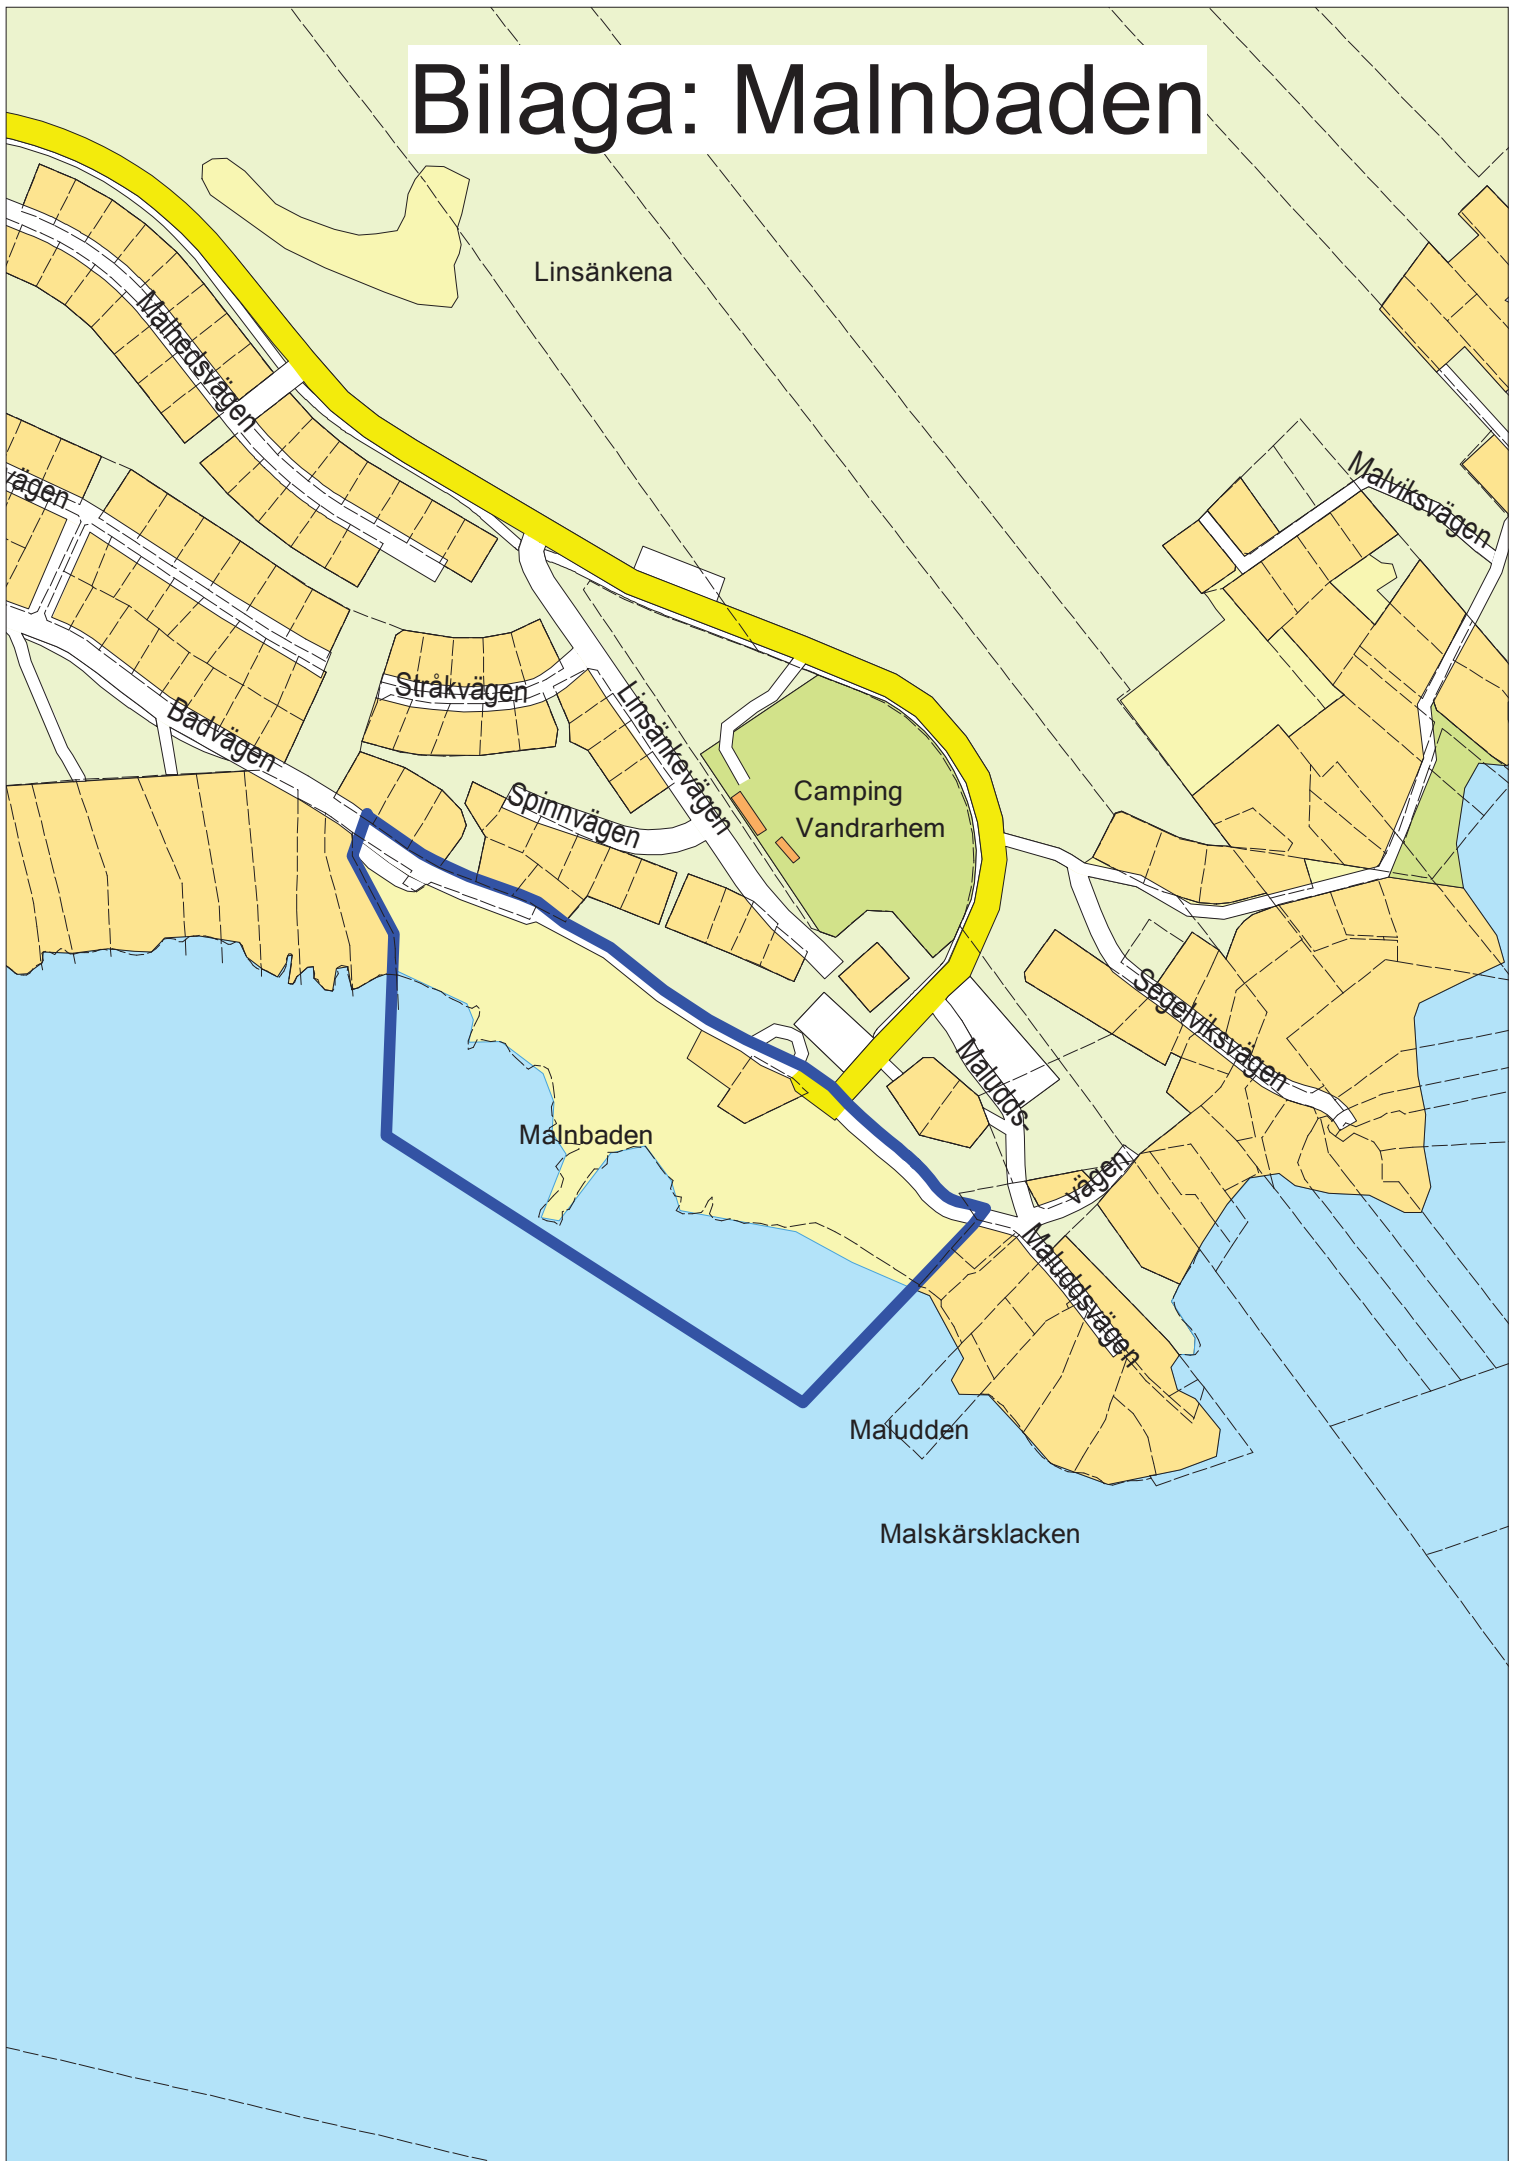 Bilaga: Malnbaden
Linsänkena
Malhedsvägen
vägen
Malviksvägen
Stråkvägen
Linsänkevägen
Badvägen
Spinnvägen
Camping
Vandrarhem
Segelviksvägen
Maludds-
vägen
Malnbaden
Maluddsvägen
Maludden
Malskärsklacken